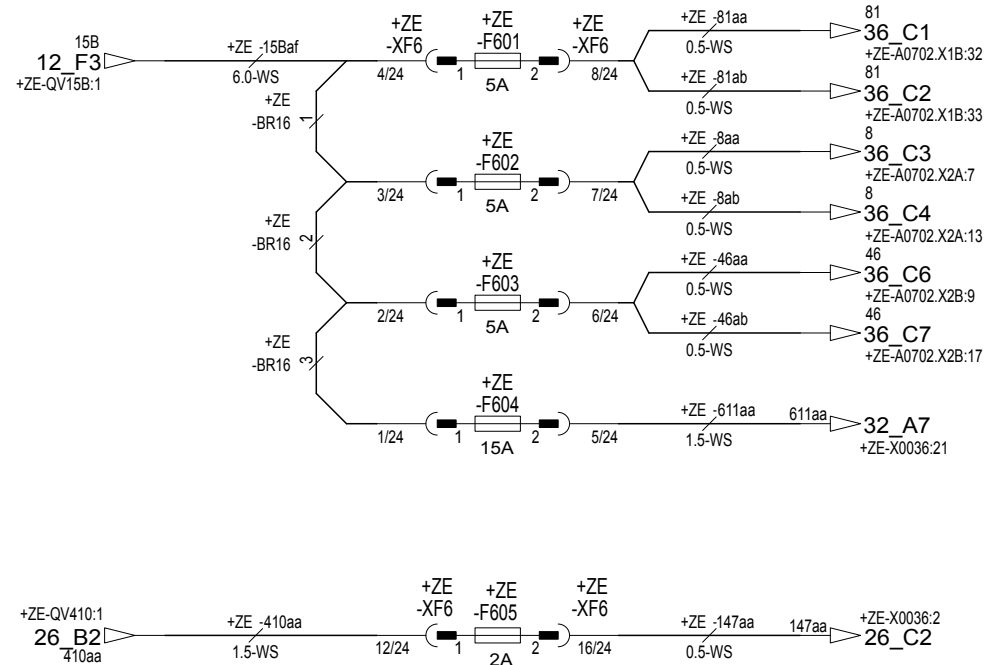 15B
12_F3
+ZE-QV15B:1
+ZE -15Baf
6.0-WS
4/24
+ZE
-XF6
1
+ZE
-F601
5A
2
+ZE
-XF6
8/24
+ZE -81aa
0.5-WS
81
36_C1
+ZE-A0702.X1B:32
+ZE -81ab
0.5-WS
81
36_C2
+ZE-A0702.X1B:33
+ZE
-BR16
1
3/24
1
+ZE
-F602
5A
2
7/24
+ZE -8aa
0.5-WS
8
36_C3
+ZE-A0702.X2A:7
+ZE -8ab
0.5-WS
8
36_C4
+ZE-A0702.X2A:13
+ZE
-BR16
2
2/24
1
+ZE
-F603
5A
2
6/24
+ZE -46aa
0.5-WS
46
36_C6
+ZE-A0702.X2B:9
+ZE -46ab
0.5-WS
46
36_C7
+ZE-A0702.X2B:17
+ZE
-BR16
3
1/24
1
+ZE
-F604
15A
2
5/24
+ZE -611aa
1.5-WS
611aa
32_A7
+ZE-X0036:21
+ZE-QV410:1
26_B2
410aa
+ZE -410aa
1.5-WS
12/24
+ZE
-XF6
1
+ZE
-F605
2A
2
+ZE
-XF6
16/24
+ZE -147aa
0.5-WS
147aa
+ZE-X0036:2
26_C2